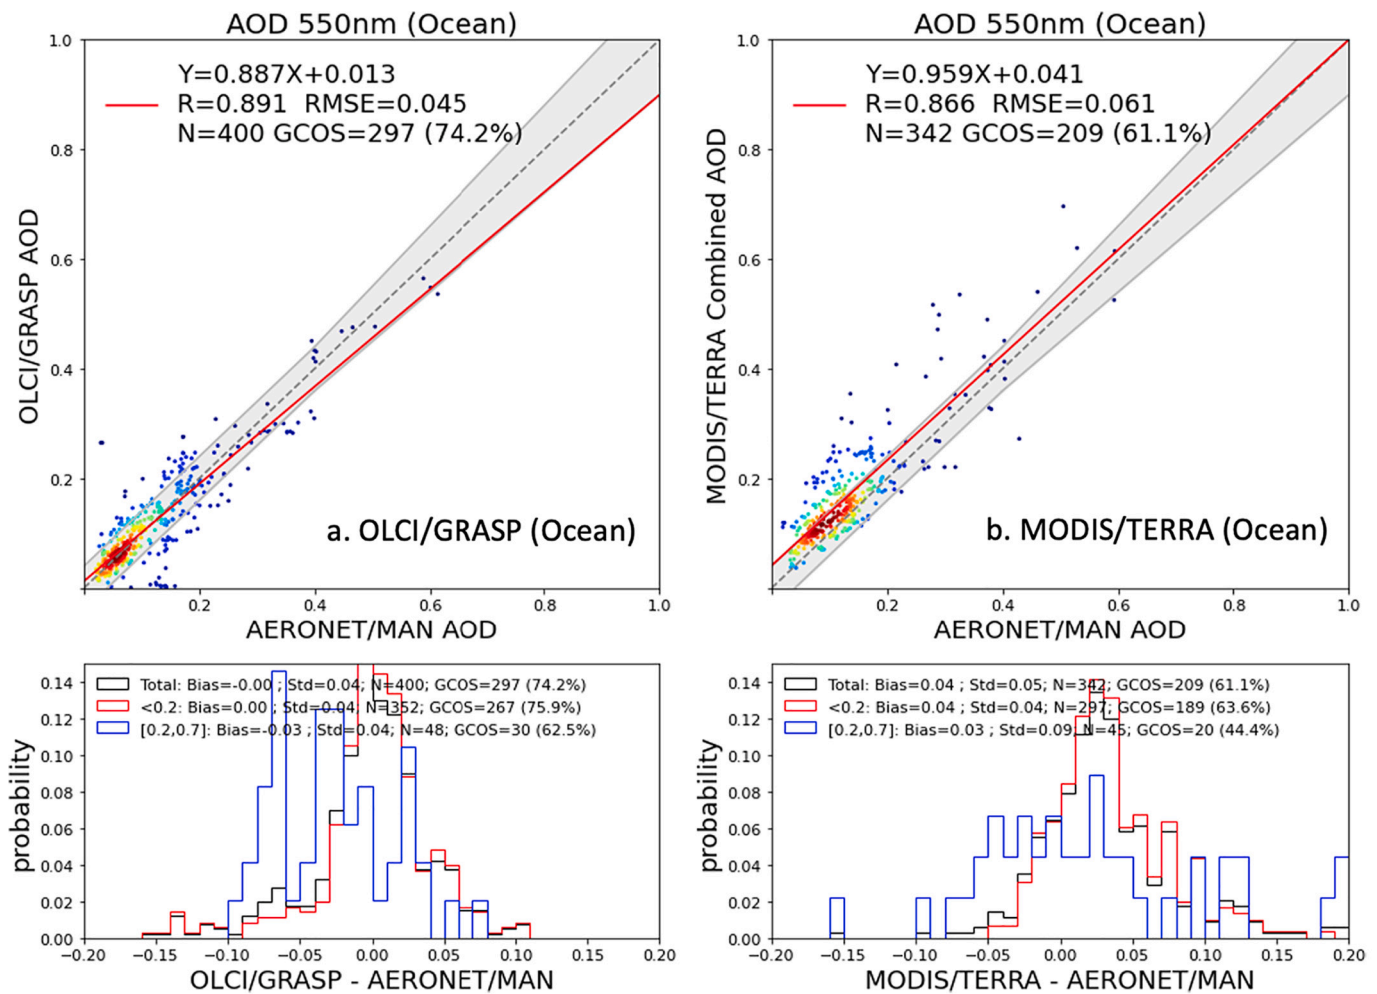 AOD 550nm (Ocean)
1.0
0.8
0.6
0.4
0.2
OLCI/GRASP AOD
Y=0.887X+0.013
R=0.891 RMSE=0.045
N=400 GCOS=297 (74.2%)
a. OLCI/GRASP (Ocean)
0.2 0.4 0.6 0.8 1.0
AERONET/MAN AOD
AOD 550nm (Ocean)
1.0
0.8
0.6
0.4
0.2
MODIS/TERRA Combined AOD
Y=0.959X+0.041
R=0.866 RMSE=0.061
N=342 GCOS=209 (61.1%)
b. MODIS/TERRA (Ocean)
0.2 0.4 0.6 0.8 1.0
AERONET/MAN AOD
0.14
0.12
0.10
0.08
0.06
0.04
0.02
0.00
probability
Total: Bias=-0.00 ; Std=0.04; N=400; GCOS=297 (74.2%)
<0.2: Bias=0.00 ; Std=0.04; N=352; GCOS=267 (75.9%)
[0.2,0.7]: Bias=-0.03 ; Std=0.04; N=48; GCOS=30 (62.5%)
−0.20 −0.15 −0.10 −0.05 0.00 0.05 0.10 0.15 0.20
OLCI/GRASP - AERONET/MAN
0.14
0.12
0.10
0.08
0.06
0.04
0.02
0.00
probability
Total: Bias=0.04 ; Std=0.05; N=342; GCOS=209 (61.1%)
<0.2: Bias=0.04 ; Std=0.04; N=297; GCOS=189 (63.6%)
[0.2,0.7]: Bias=0.03 ; Std=0.09; N=45; GCOS=20 (44.4%)
−0.20 −0.15 −0.10 −0.05 0.00 0.05 0.10 0.15 0.20
MODIS/TERRA - AERONET/MAN